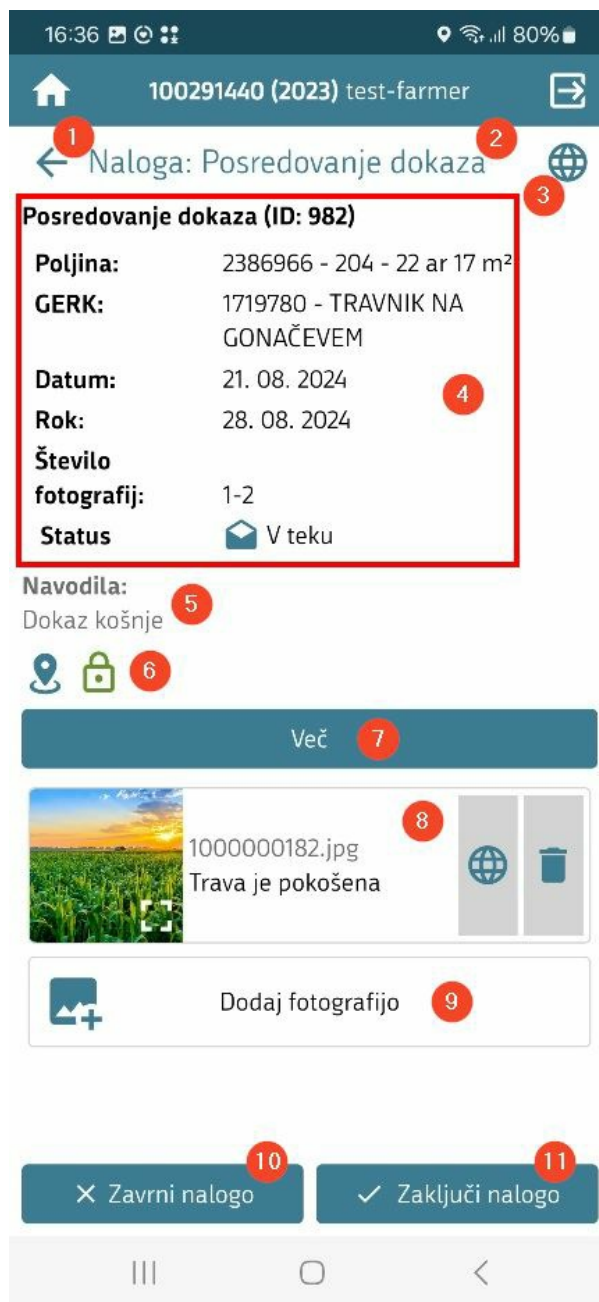 16:36 80%
100291440 (2023) test-farmer
1
2
Naloga: Posredovanje dokaza
3
Posredovanje dokaza (ID: 982)
Poljina: 2386966 - 204 - 22 ar 17 m²
GERK: 1719780 - TRAVNIK NA
GONAČEVEM
Datum: 21. 08. 2024
4
Rok: 28. 08. 2024
Število
fotografij: 1-2
Status V teku
Navodila:
5
Dokaz košnje
6
Več 7
8
1000000182.jpg
Trava je pokošena
Dodaj fotografijo 9
10
11
Zavrni nalogo
Zaključi nalogo